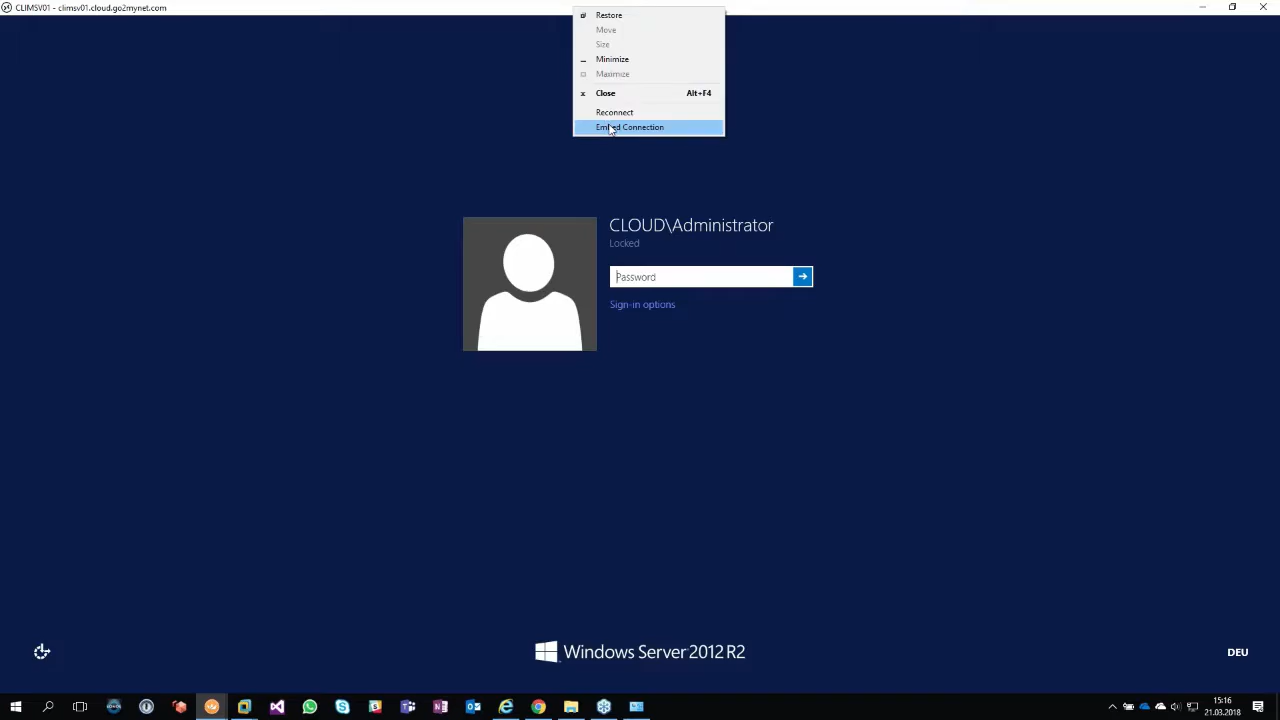 CLIMSV01 - climsv01.cloud.go2mynet.com
Restore
Move
Size
Minimize
Maximize
Close Alt+F4
Reconnect
Embed Connection
CLOUD\Administrator
Locked
Password
Sign-in options
Windows Server 2012 R2
DEU
15:16
21.03.2018